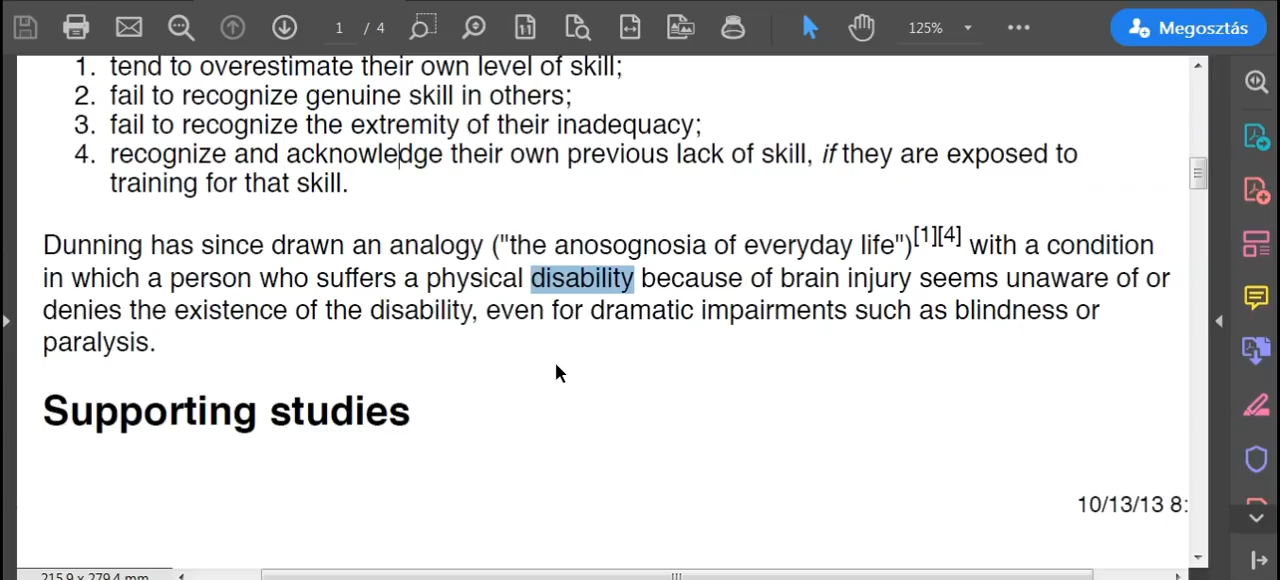 1 / 4
125%
Megosztás
1. tend to overestimate their own level of skill;
2. fail to recognize genuine skill in others;
3. fail to recognize the extremity of their inadequacy;
4. recognize and acknowledge their own previous lack of skill, if they are exposed to
training for that skill.
Dunning has since drawn an analogy ("the anosognosia of everyday life")[1][4] with a condition
in which a person who suffers a physical disability because of brain injury seems unaware of or
denies the existence of the disability, even for dramatic impairments such as blindness or
paralysis.
Supporting studies
10/13/13 8:
215,9 x 279,4 mm